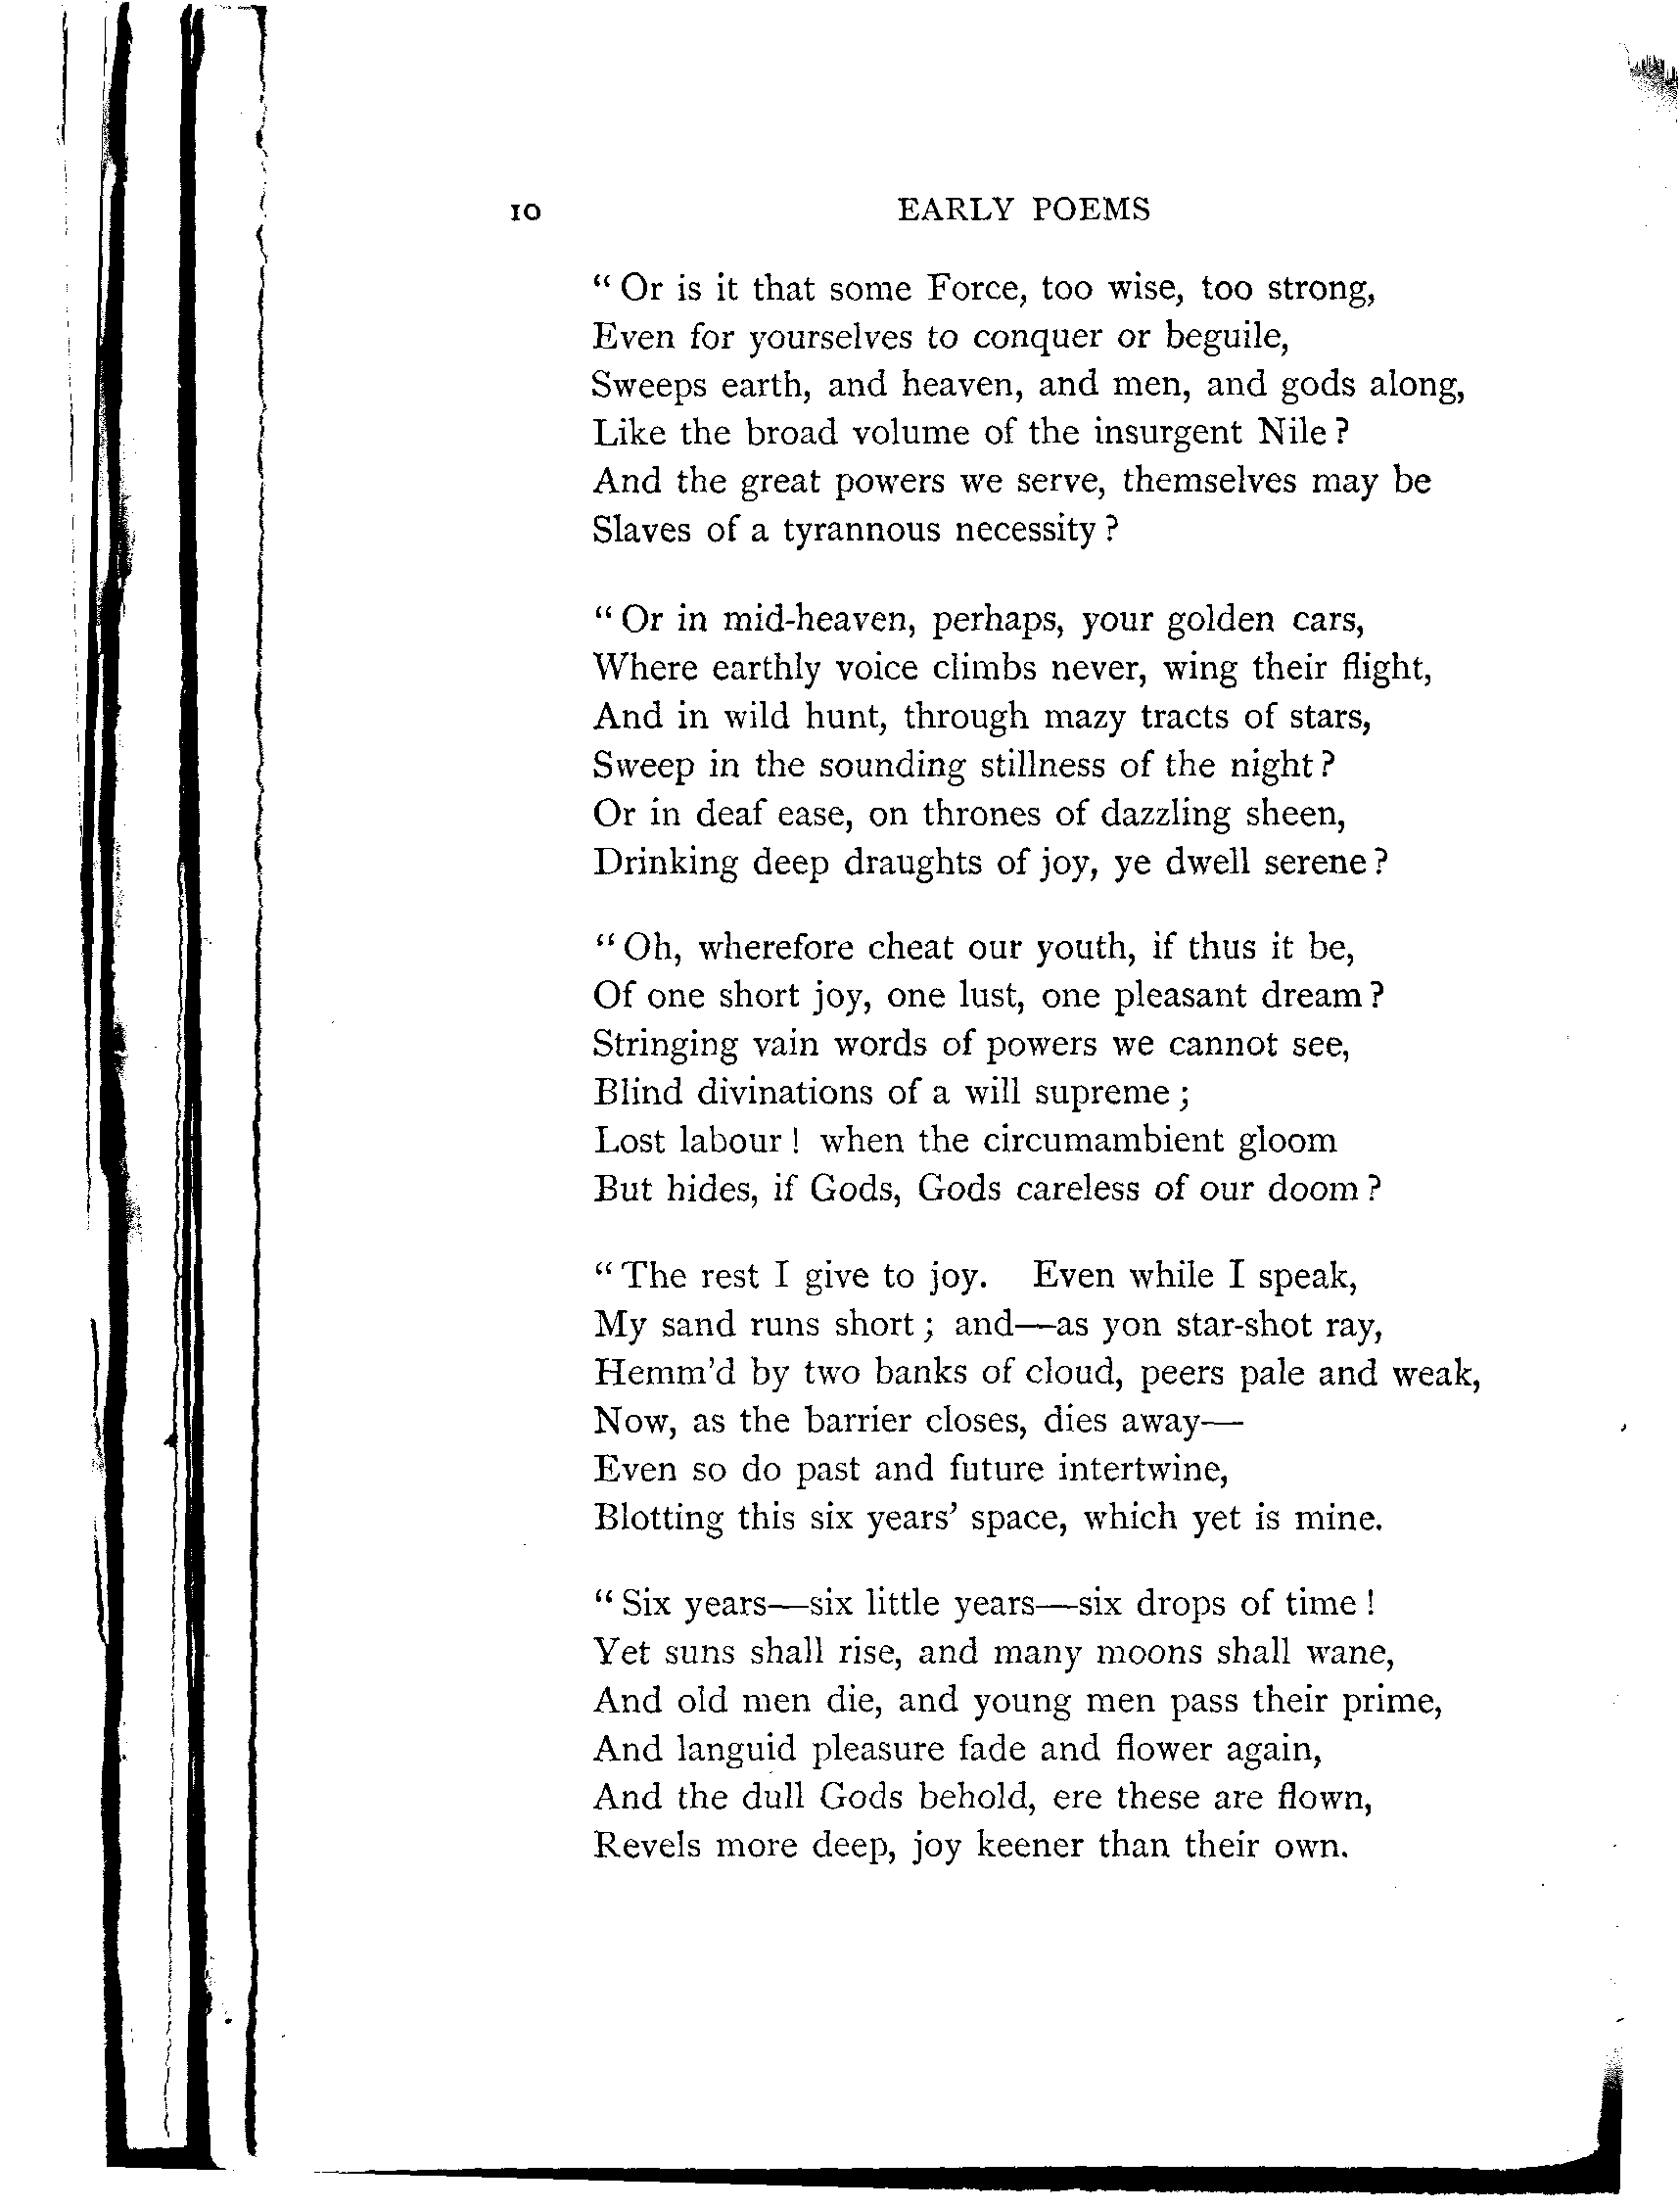 10 EARLY POEMS
“ Or is it that some Force, too wise, too strong,
Even for yourselves to conquer or beguile,
Sweeps earth, and heaven, and men, and gods along,
Like the broad volume of the insurgent Nile ?
And the great powers we serve, themselves may be
Slaves of a tyrannous necessity ?
“ Or in mid-heaven, perhaps, your golden cars,
Where earthly voice climbs never, wing their flight,
And in wild hunt, through mazy tracts of stars,
Sweep in the sounding stillness of the night ?
Or in deaf ease, on thrones of dazzling sheen,
Drinking deep draughts of joy, ye dwell serene ?
“ Oh, wherefore cheat our youth, if thus it be,
Of one short joy, one lust, one pleasant dream ?
Stringing vain words of powers we cannot see,
Blind divinations of a will supreme ;
Lost labour ! when the circumambient gloom
But hides, if Gods, Gods careless of our doom ?
“ The rest I give to joy. Even while I speak,
My sand runs short ; and—as yon star-shot ray,
Hemm’d by two banks of cloud, peers pale and weak,
Now, as the barrier closes, dies away—
Even so do past and future intertwine,
Blotting this six years’ space, which yet is mine.
“ Six years—six little years—six drops of time !
Yet suns shall rise, and many moons shall wane,
And old men die, and young men pass their prime,
And languid pleasure fade and flower again,
And the dull Gods behold, ere these are flown,
Revels more deep, joy keener than their own.